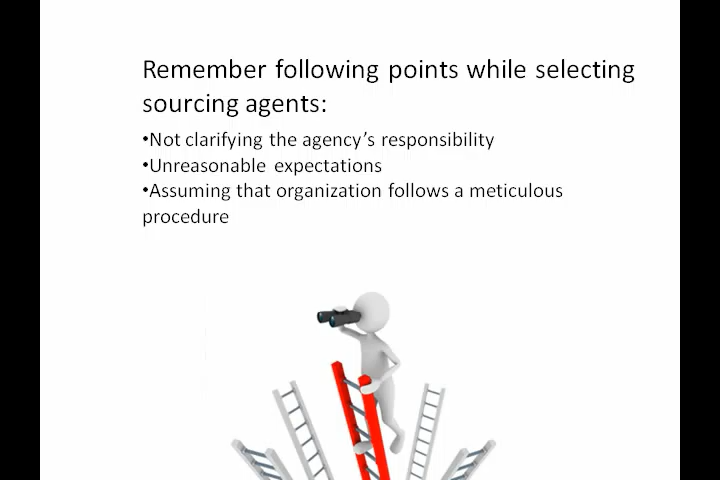 Remember following points while selecting
sourcing agents:
•Not clarifying the agency’s responsibility
•Unreasonable expectations
•Assuming that organization follows a meticulous
procedure